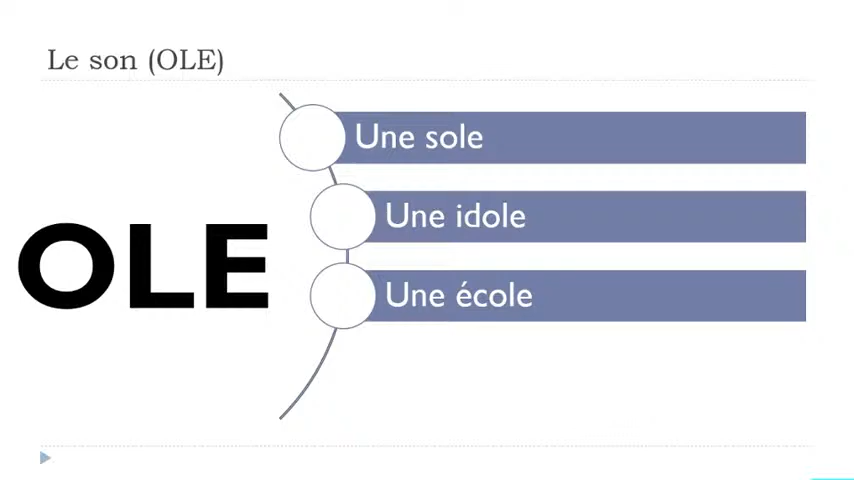 Le son (OLE)
OLE
Une sole
Une idole
Une école